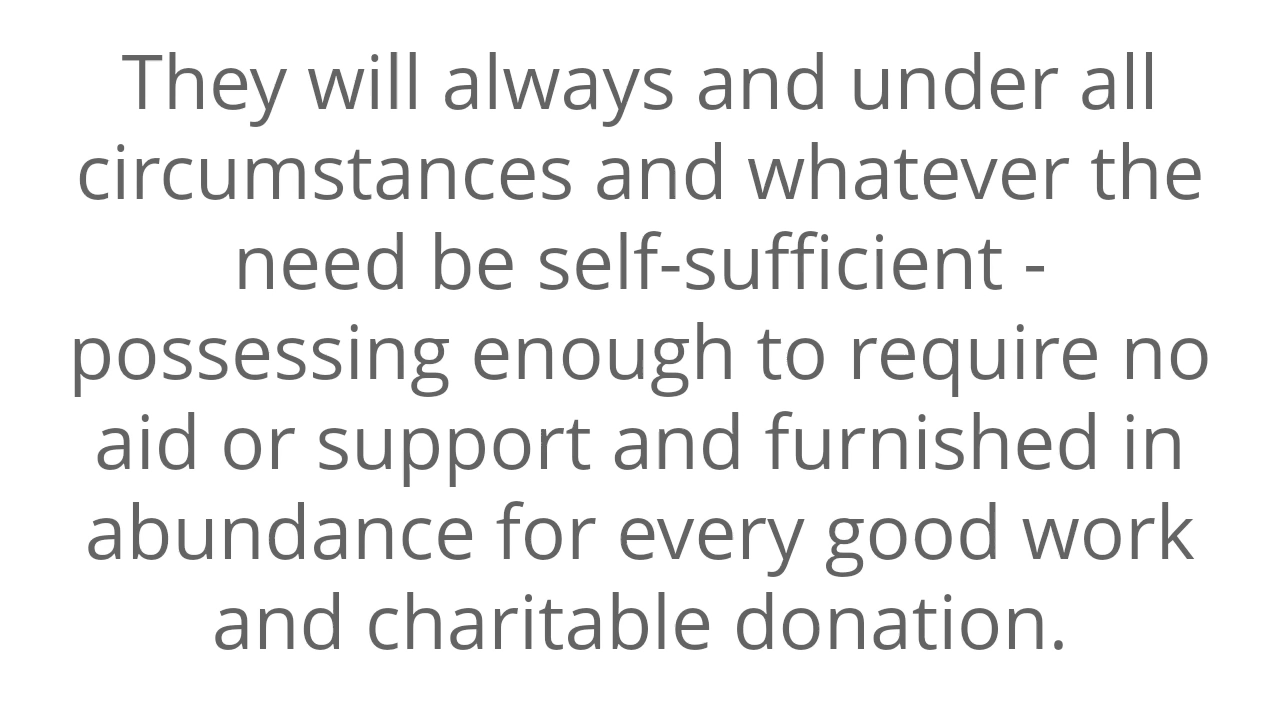 They will always and under all
circumstances and whatever the
need be self-sufficient -
possessing enough to require no
aid or support and furnished in
abundance for every good work
and charitable donation.